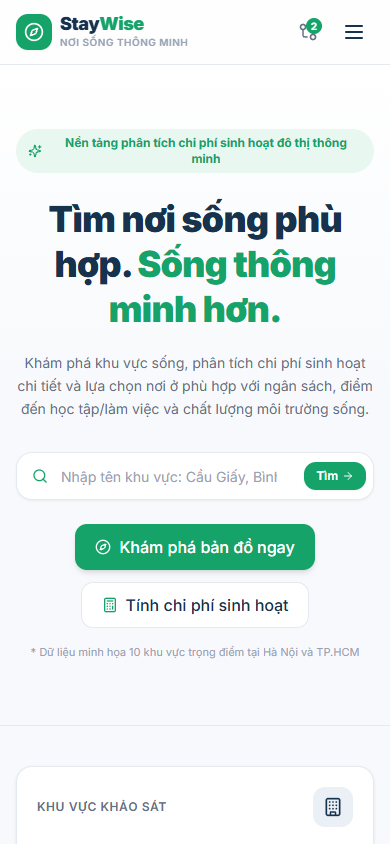 StayWise
NƠI SỐNG THÔNG MINH
2
Nền tảng phân tích chi phí sinh hoạt đô thị thông
minh
Tìm nơi sống phù
hợp. Sống thông
minh hơn.
Khám phá khu vực sống, phân tích chi phí sinh hoạt
chi tiết và lựa chọn nơi ở phù hợp với ngân sách, điểm
đến học tập/làm việc và chất lượng môi trường sống.
Nhập tên khu vực: Cầu Giấy, Bình
Tìm →
Khám phá bản đồ ngay
Tính chi phí sinh hoạt
* Dữ liệu minh họa 10 khu vực trọng điểm tại Hà Nội và TP.HCM
KHU VỰC KHẢO SÁT